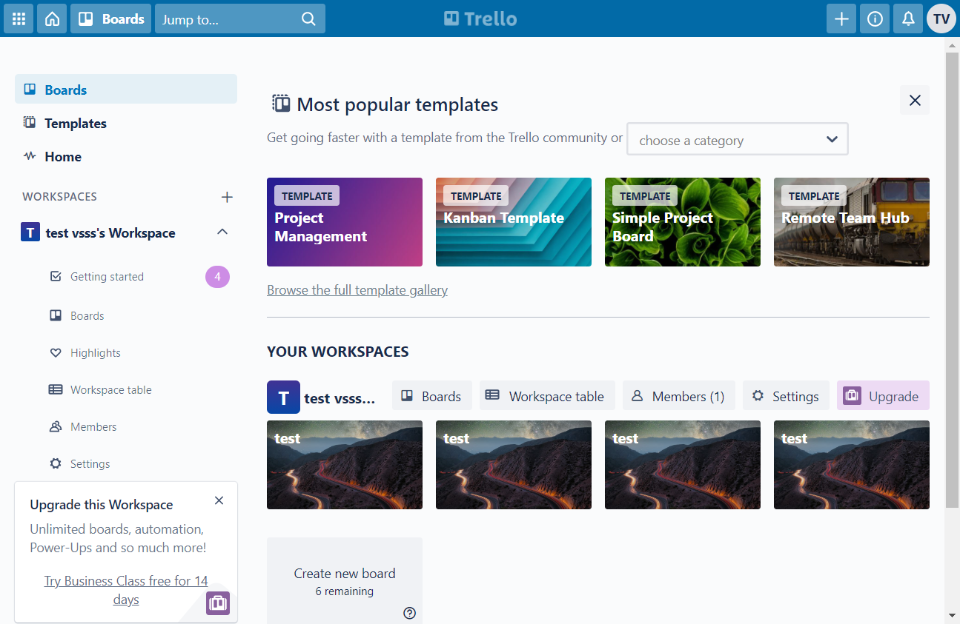 Boards
Jump to...
Trello
TV
Boards
Templates
Home
WORKSPACES
T
test vsss's Workspace
Getting started
4
Boards
Highlights
Workspace table
Members
Settings
Upgrade this Workspace
Unlimited boards, automation,
Power-Ups and so much more!
Try Business Class free for 14
days
Most popular templates
Get going faster with a template from the Trello community or
choose a category
TEMPLATE
Project
Management
TEMPLATE
Kanban Template
TEMPLATE
Simple Project
Board
TEMPLATE
Remote Team Hub
Browse the full template gallery
YOUR WORKSPACES
T
test vsss...
Boards
Workspace table
Members (1)
Settings
Upgrade
test
test
test
test
Create new board
6 remaining